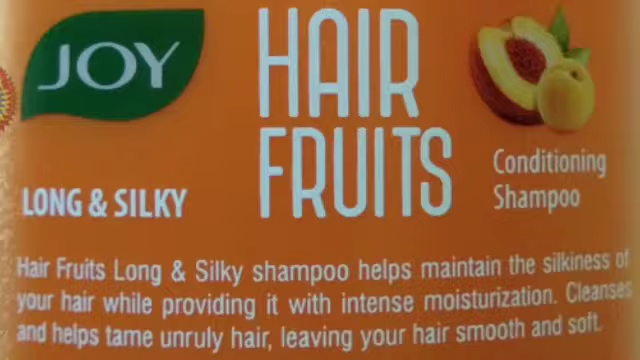 JOY
HAIR
FRUITS
LONG & SILKY
Conditioning
Shampoo
Hair Fruits Long & Silky shampoo helps maintain the silkiness of
your hair while providing it with intense moisturization. Cleanses
and helps tame unruly hair, leaving your hair smooth and soft.